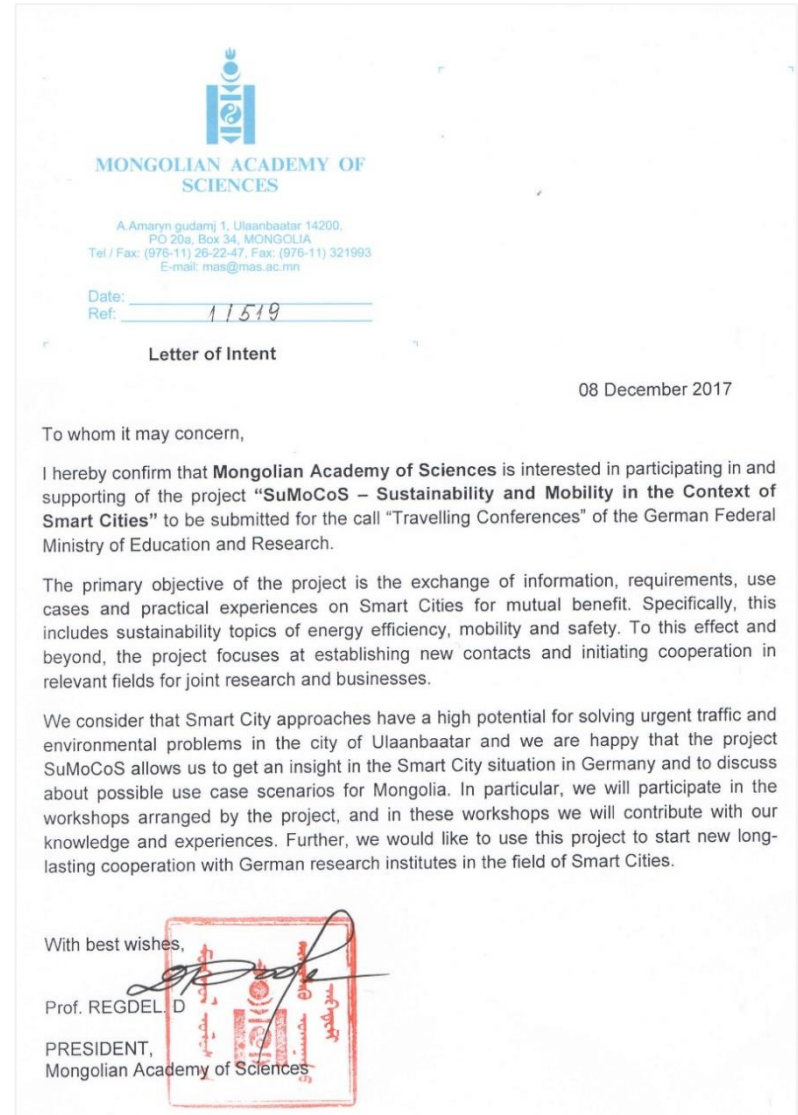 MONGOLIAN ACADEMY OF
SCIENCES
A.Amaryn gudamj 1, Ulaanbaatar 14200,
PO 20a, Box 34, MONGOLIA
Tel / Fax: (976-11) 26-22-47, Fax: (976-11) 321993
E-mail: mas@mas.ac.mn
Date:
Ref: 1/519
Letter of Intent
08 December 2017
To whom it may concern,
I hereby confirm that Mongolian Academy of Sciences is interested in participating in and
supporting of the project “SuMoCoS – Sustainability and Mobility in the Context of
Smart Cities” to be submitted for the call “Travelling Conferences” of the German Federal
Ministry of Education and Research.
The primary objective of the project is the exchange of information, requirements, use
cases and practical experiences on Smart Cities for mutual benefit. Specifically, this
includes sustainability topics of energy efficiency, mobility and safety. To this effect and
beyond, the project focuses at establishing new contacts and initiating cooperation in
relevant fields for joint research and businesses.
We consider that Smart City approaches have a high potential for solving urgent traffic and
environmental problems in the city of Ulaanbaatar and we are happy that the project
SuMoCoS allows us to get an insight in the Smart City situation in Germany and to discuss
about possible use case scenarios for Mongolia. In particular, we will participate in the
workshops arranged by the project, and in these workshops we will contribute with our
knowledge and experiences. Further, we would like to use this project to start new long-
lasting cooperation with German research institutes in the field of Smart Cities.
With best wishes,
Prof. REGDEL. D
PRESIDENT,
Mongolian Academy of Sciences